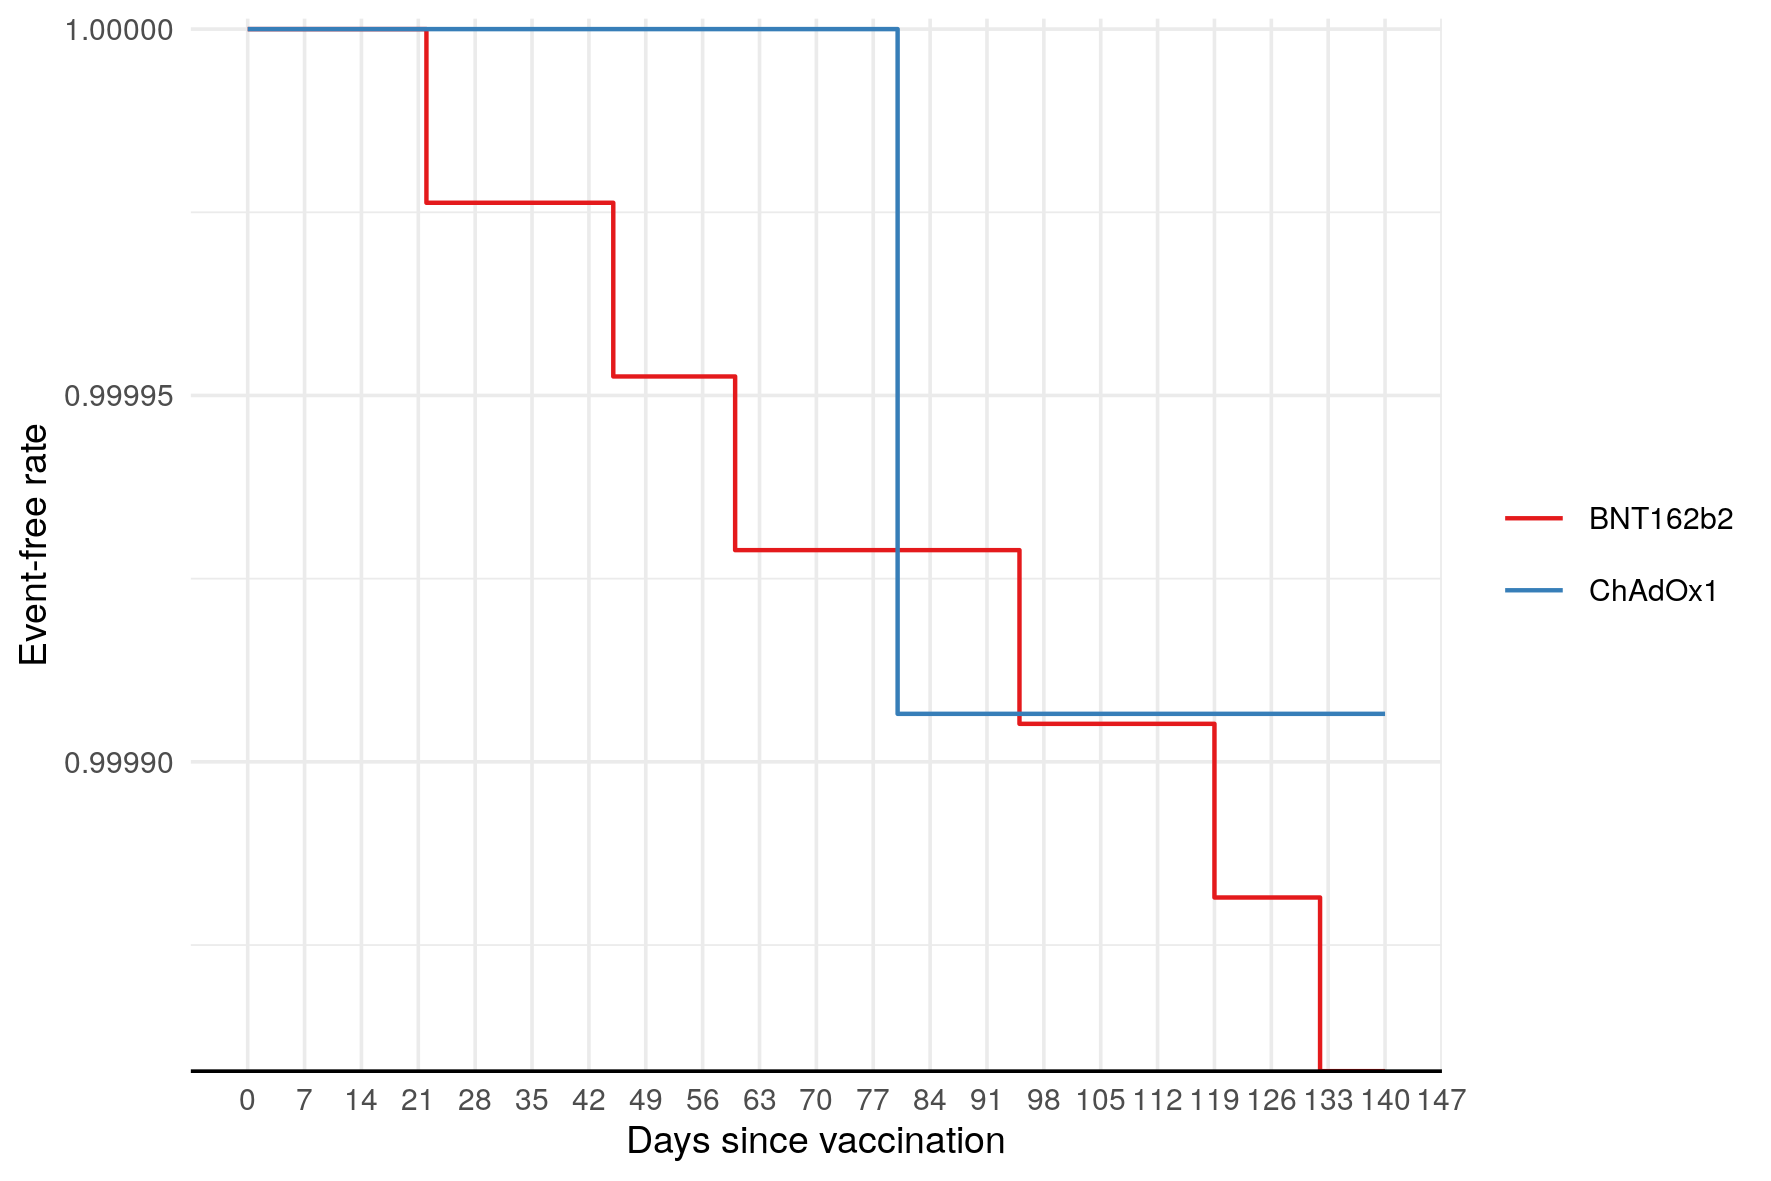 1.00000
0.99995
0.99990
Event-free rate
0 7 14 21 28 35 42 49 56 63 70 77 84 91 98 105 112 119 126 133 140 147
Days since vaccination
BNT162b2
ChAdOx1